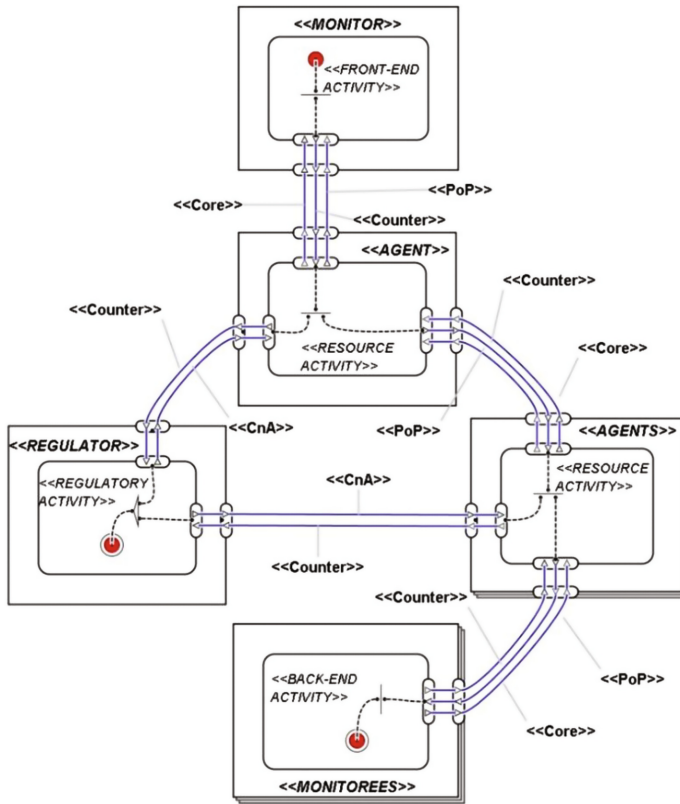 <<MONITOR>>
<<FRONT-END
ACTIVITY>>
<<PoP>>
<<Core>>
<<Counter>>
<<AGENT>>
<<Counter>>
<<Counter>>
<<RESOURCE
ACTIVITY>>
<<Core>>
<<CnA>>
<<PoP>>
<<REGULATOR>>
<<AGENTS>>
<<REGULATORY
ACTIVITY>>
<<CnA>>
<<RESOURCE
ACTIVITY>>
<<Counter>>
<<Counter>>
<<BACK-END
ACTIVITY>>
<<PoP>>
<<Core>>
<<MONITOREES>>